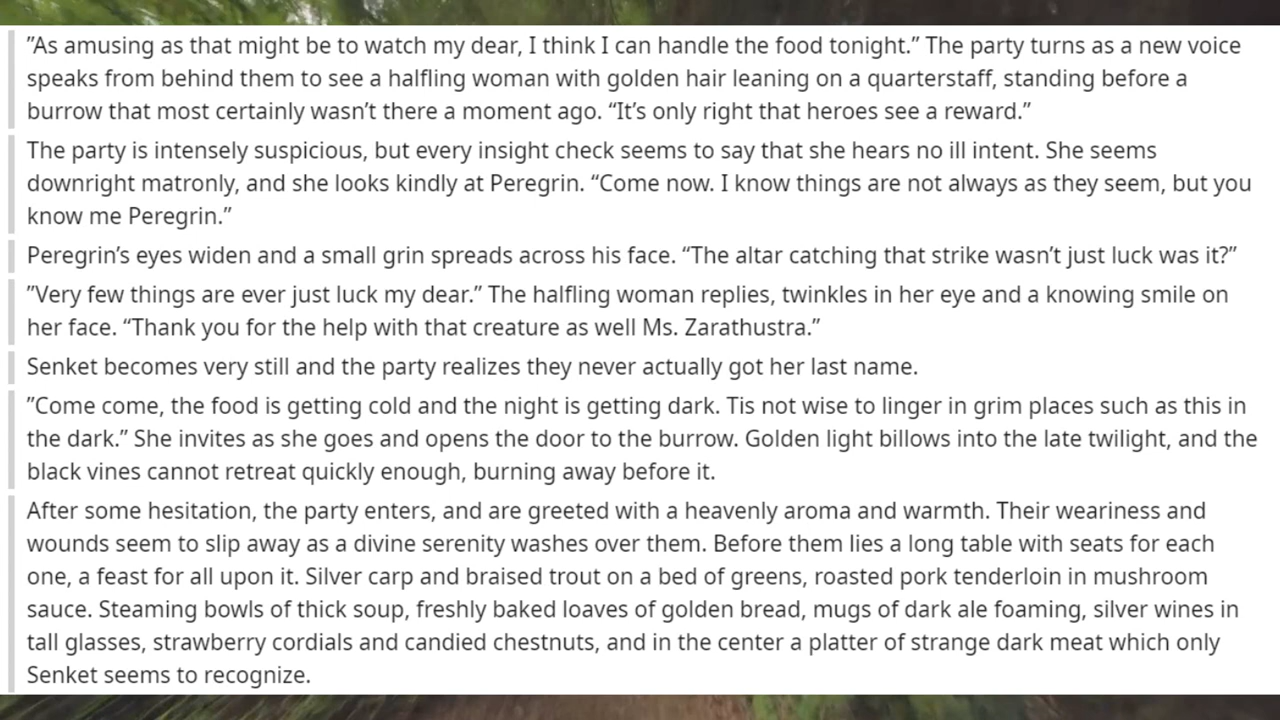 ”As amusing as that might be to watch my dear, I think I can handle the food tonight.” The party turns as a new voice
speaks from behind them to see a halfling woman with golden hair leaning on a quarterstaff, standing before a
burrow that most certainly wasn’t there a moment ago. “It’s only right that heroes see a reward.”
The party is intensely suspicious, but every insight check seems to say that she hears no ill intent. She seems
downright matronly, and she looks kindly at Peregrin. “Come now. I know things are not always as they seem, but you
know me Peregrin.”
Peregrin’s eyes widen and a small grin spreads across his face. “The altar catching that strike wasn’t just luck was it?”
”Very few things are ever just luck my dear.” The halfling woman replies, twinkles in her eye and a knowing smile on
her face. “Thank you for the help with that creature as well Ms. Zarathustra.”
Senket becomes very still and the party realizes they never actually got her last name.
”Come come, the food is getting cold and the night is getting dark. Tis not wise to linger in grim places such as this in
the dark.” She invites as she goes and opens the door to the burrow. Golden light billows into the late twilight, and the
black vines cannot retreat quickly enough, burning away before it.
After some hesitation, the party enters, and are greeted with a heavenly aroma and warmth. Their weariness and
wounds seem to slip away as a divine serenity washes over them. Before them lies a long table with seats for each
one, a feast for all upon it. Silver carp and braised trout on a bed of greens, roasted pork tenderloin in mushroom
sauce. Steaming bowls of thick soup, freshly baked loaves of golden bread, mugs of dark ale foaming, silver wines in
tall glasses, strawberry cordials and candied chestnuts, and in the center a platter of strange dark meat which only
Senket seems to recognize.